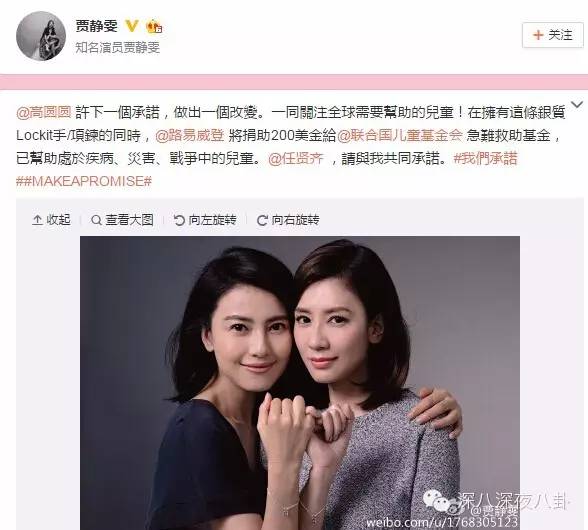 贾静雯
知名演员贾静雯
+ 关注
@高圆圆 許下一個承諾，做出一個改變。一同關注全球需要幫助的兒童！在擁有這條銀質
Lockit手/項鍊的同時，@路易威登 將捐助200美金給@联合国儿童基金会 急難救助基金，
已幫助處於疾病、災害、戰爭中的兒童。@任贤齐 ，請與我共同承諾。#我們承諾
##MAKEAPROMISE#
收起 查看大图 向左旋转 向右旋转
深八深夜八卦
@贾静雯
weibo.com/u/1768305123